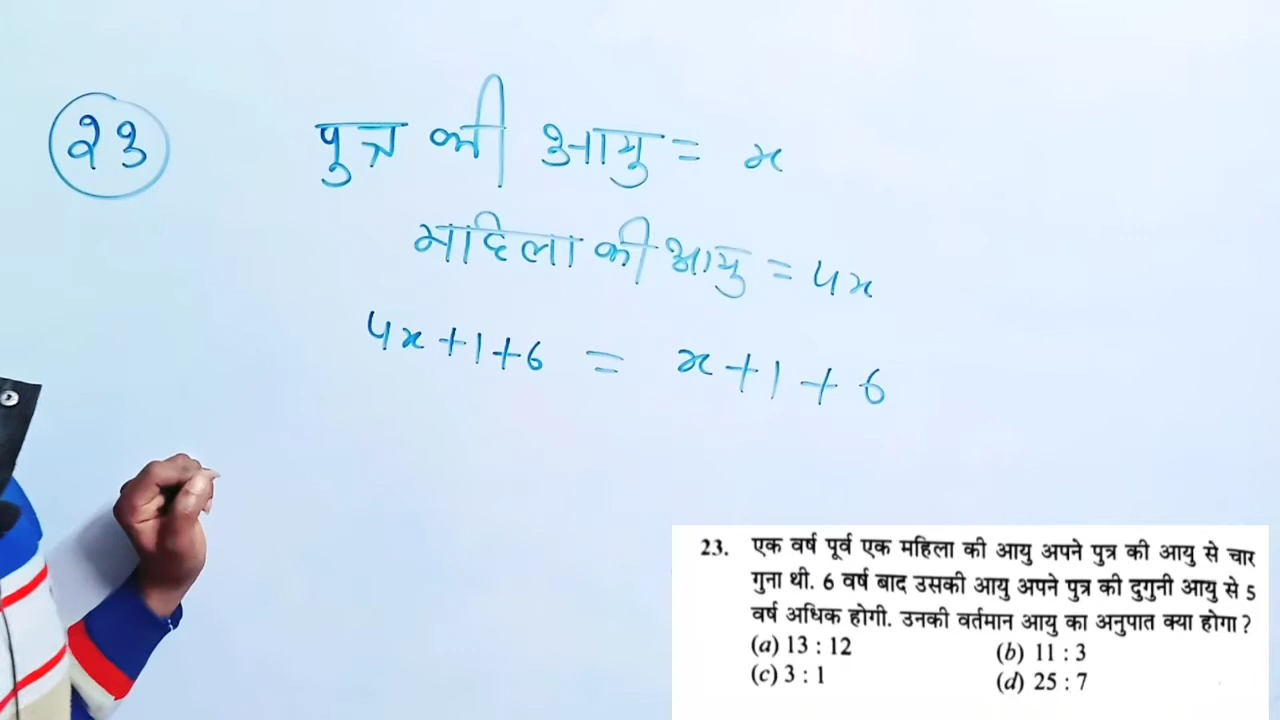 23
पुत्र की आयु = x
माहिला की आयु = 4x
4x+1+6 = x+1+6
23. एक वर्ष पूर्व एक महिला की आयु अपने पुत्र की आयु से चार
गुना थी. 6 वर्ष बाद उसकी आयु अपने पुत्र की दुगुनी आयु से 5
वर्ष अधिक होगी. उनकी वर्तमान आयु का अनुपात क्या होगा ?
(a) 13 : 12 (b) 11 : 3
(c) 3 : 1 (d) 25 : 7